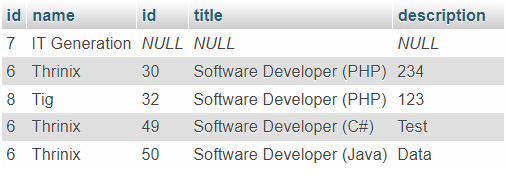 id name id title description
7 IT Generation NULL NULL NULL
6 Thrinix 30 Software Developer (PHP) 234
8 Tig 32 Software Developer (PHP) 123
6 Thrinix 49 Software Developer (C#) Test
6 Thrinix 50 Software Developer (Java) Data